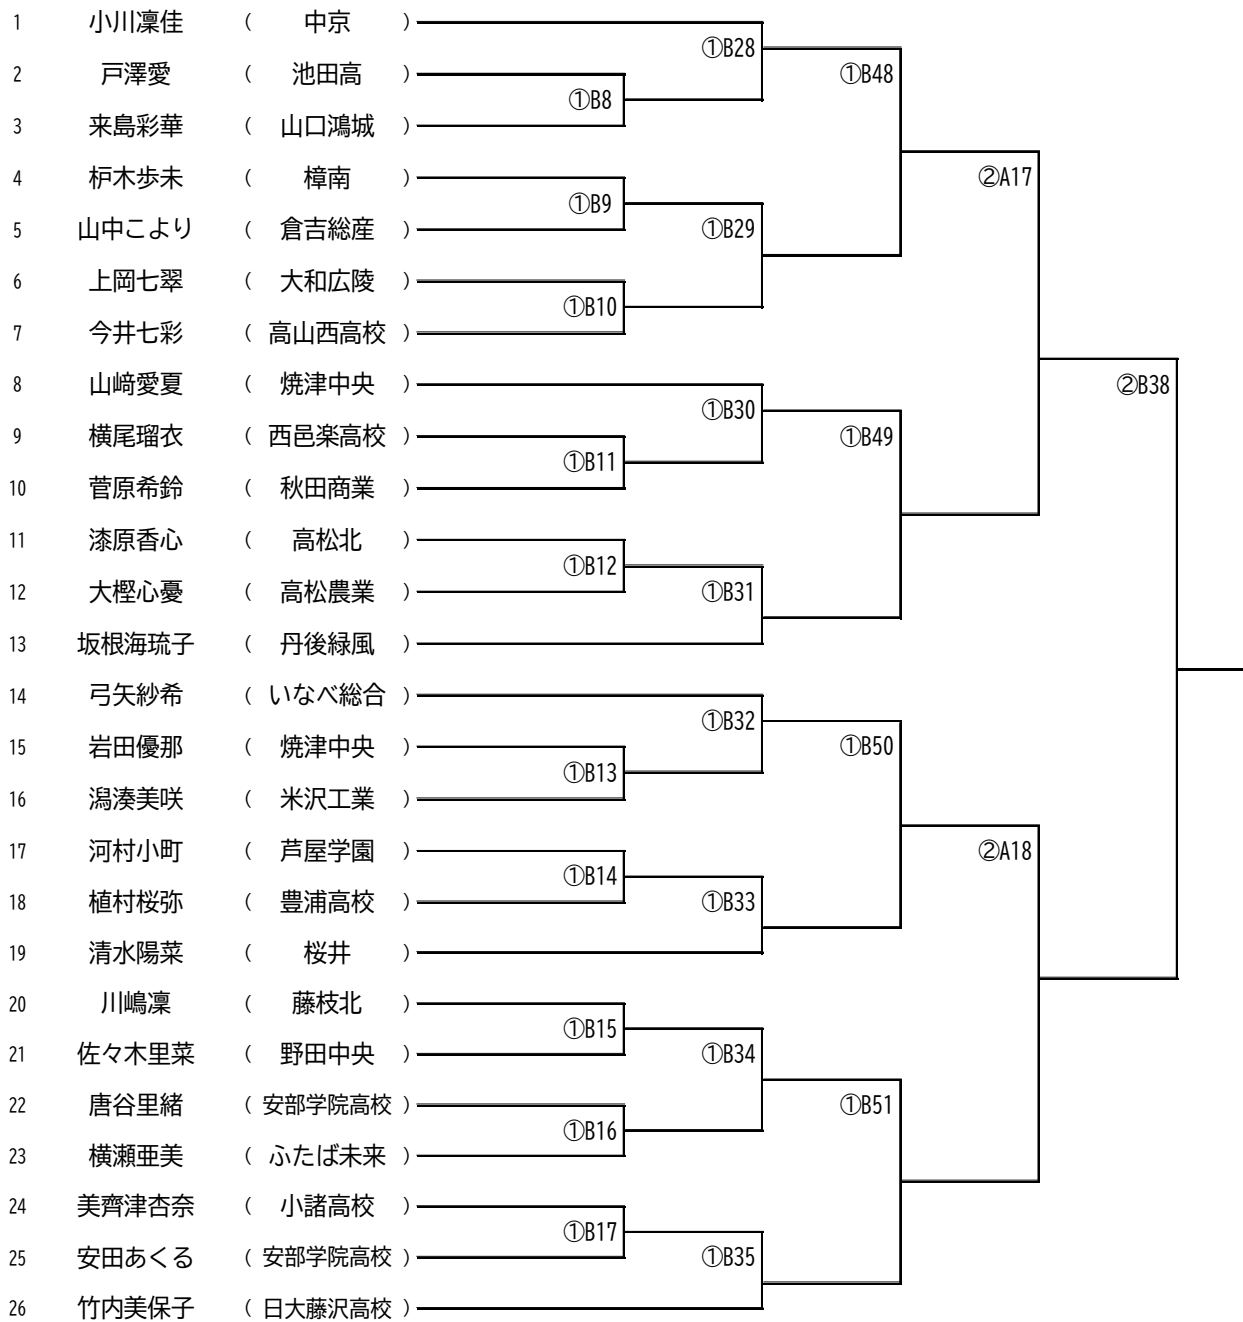 1 小川凜佳 ( 中京 )
①B28
2 戸澤愛 ( 池田高 )
①B48
①B8
3 来島彩華 ( 山口鴻城 )
4 枦木歩未 ( 樟南 )
②A17
①B9
5 山中こより ( 倉吉総産 )
①B29
6 上岡七翠 ( 大和広陵 )
①B10
7 今井七彩 ( 高山西高校 )
8 山﨑愛夏 ( 焼津中央 )
②B38
①B30
9 横尾瑠衣 ( 西邑楽高校 )
①B49
①B11
10 菅原希鈴 ( 秋田商業 )
11 漆原香心 ( 高松北 )
①B12
12 大樫心憂 ( 高松農業 )
①B31
13 坂根海琉子 ( 丹後緑風 )
14 弓矢紗希 ( いなべ総合 )
①B32
15 岩田優那 ( 焼津中央 )
①B50
①B13
16 潟湊美咲 ( 米沢工業 )
17 河村小町 ( 芦屋学園 )
②A18
①B14
18 植村桜弥 ( 豊浦高校 )
①B33
19 清水陽菜 ( 桜井 )
20 川嶋凜 ( 藤枝北 )
①B15
21 佐々木里菜 ( 野田中央 )
①B34
22 唐谷里緒 ( 安部学院高校 )
①B51
①B16
23 横瀬亜美 ( ふたば未来 )
24 美齊津杏奈 ( 小諸高校 )
①B17
25 安田あくる ( 安部学院高校 )
①B35
26 竹内美保子 ( 日大藤沢高校 )